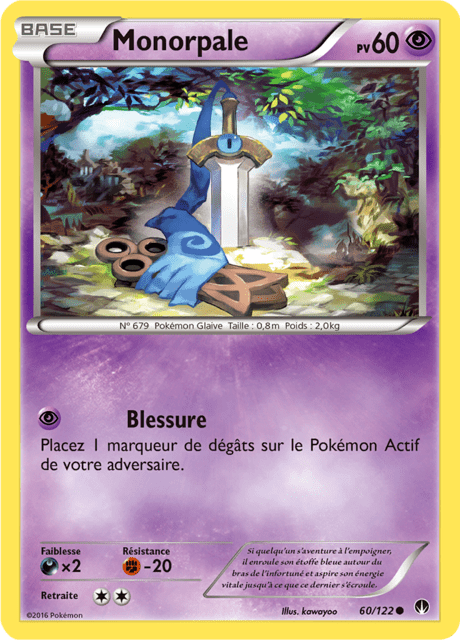 BASE
Monorpale
PV60
N° 679 Pokémon Glaive Taille : 0,8m Poids : 2,0kg
Blessure
Placez 1 marqueur de dégâts sur le Pokémon Actif
de votre adversaire.
Faiblesse
×2
Résistance
-20
Retraite
Si quelqu'un s'aventure à l'empoigner,
il enroule son étoffe bleue autour du
bras de l'infortuné et aspire son énergie
vitale jusqu'à ce que ce dernier s'écroule.
©2016 Pokémon
Illus. kawayoo
60/122